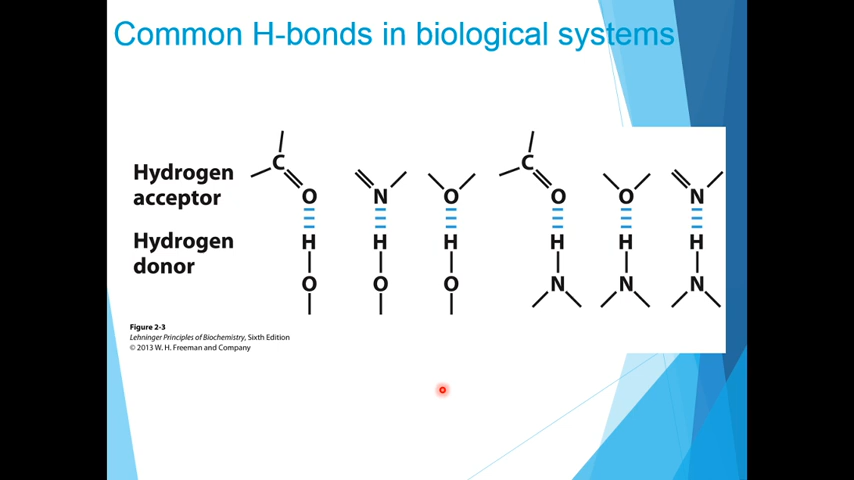 Common H-bonds in biological systems
C C
Hydrogen
acceptor
O N O O O N
Hydrogen
donor
H H H H H H
O O O N N N
Figure 2-3
Lehninger Principles of Biochemistry, Sixth Edition
© 2013 W. H. Freeman and Company